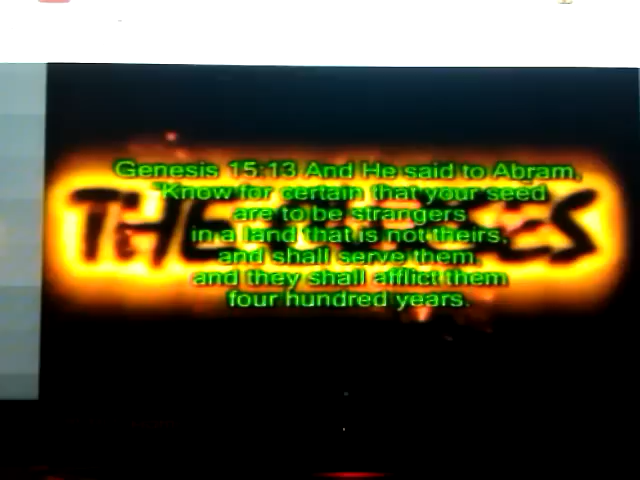 Genesis 15:13 And He said to Abram,
"Know for certain that your seed
are to be strangers
in a land that is not theirs,
and shall serve them,
and they shall afflict them
four hundred years.
THE